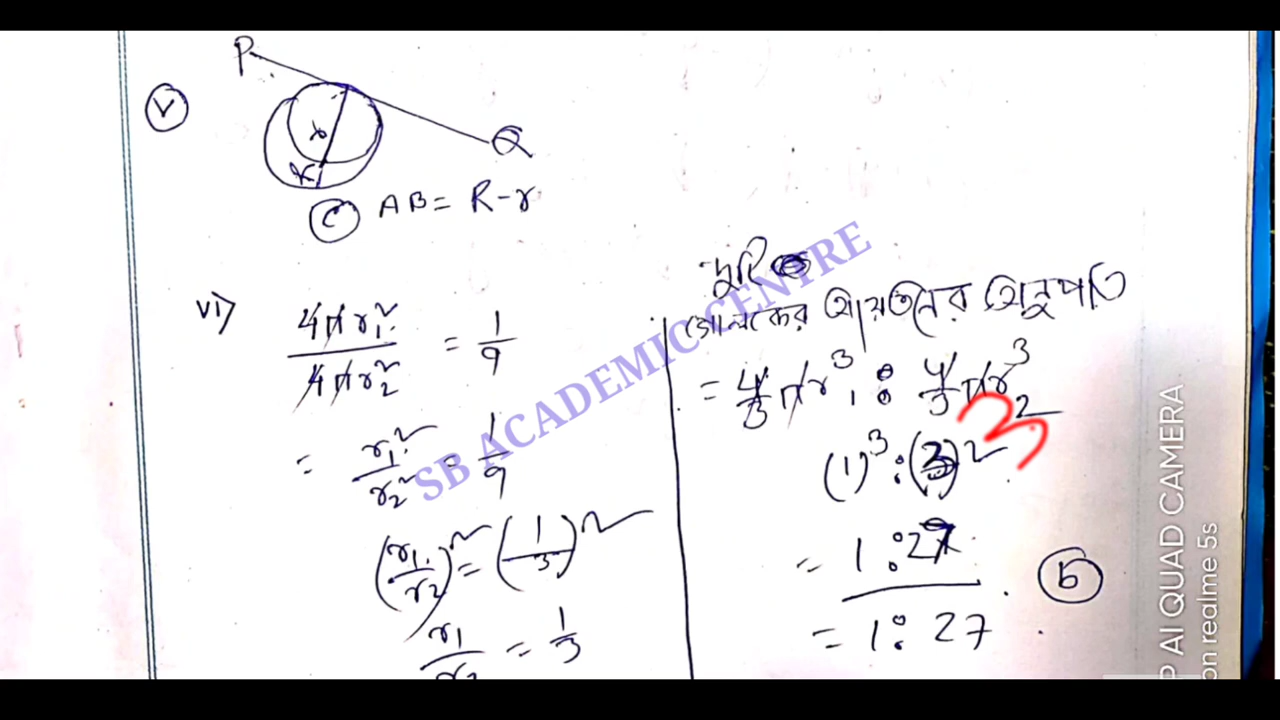 P
V
r
Q
R
C AB = R-r
vi) 4πr₁² / 4πr₂² = 1/9
= r₁² / r₂² = 1/9
(r₁/r₂)² = (1/3)²
r₁/r₂ = 1/3
দুটি
গোলকের আয়তনের অনুপাত
= 4/3 πr₁³ : 4/3 πr₂³
(1)³ : (3)² 3
= 1:27
= 1:27
b
SB ACADEMIC CENTRE
P AI QUAD CAMERA
on realme 5s